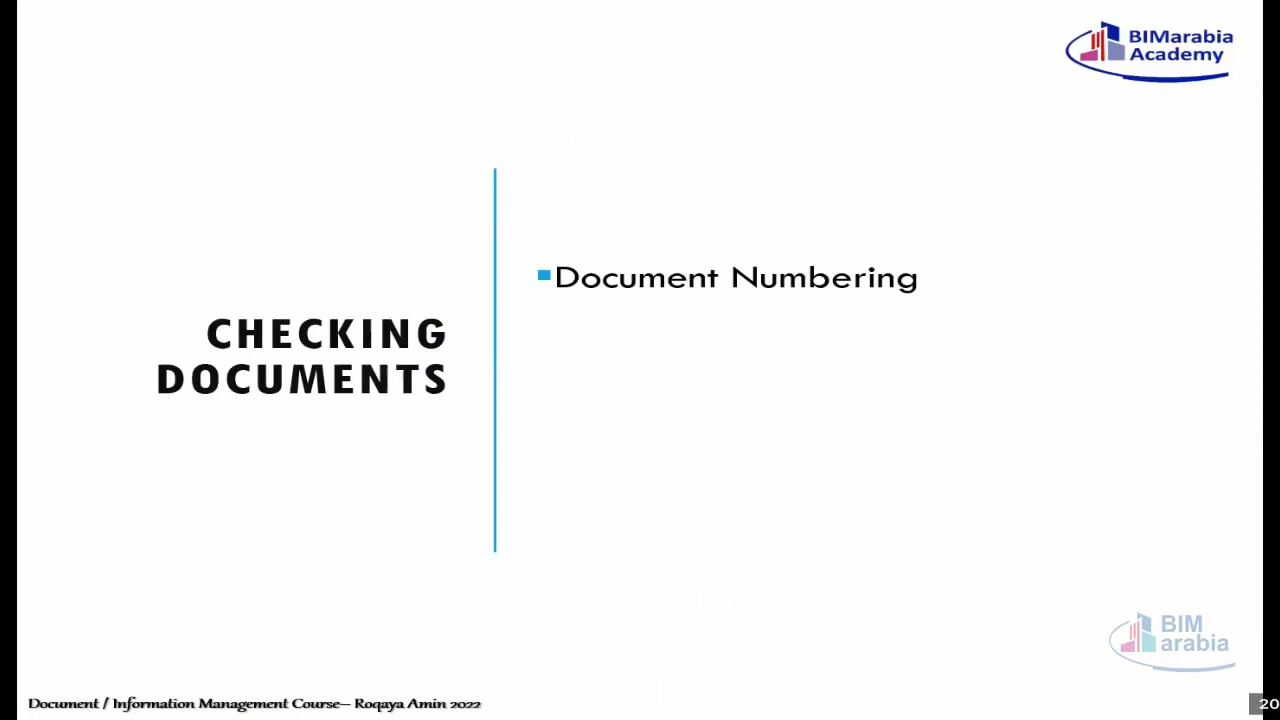 BIMarabia
Academy
CHECKING
DOCUMENTS
Document Numbering
BIM
arabia
Document / Information Management Course– Roqaya Amin 2022
20